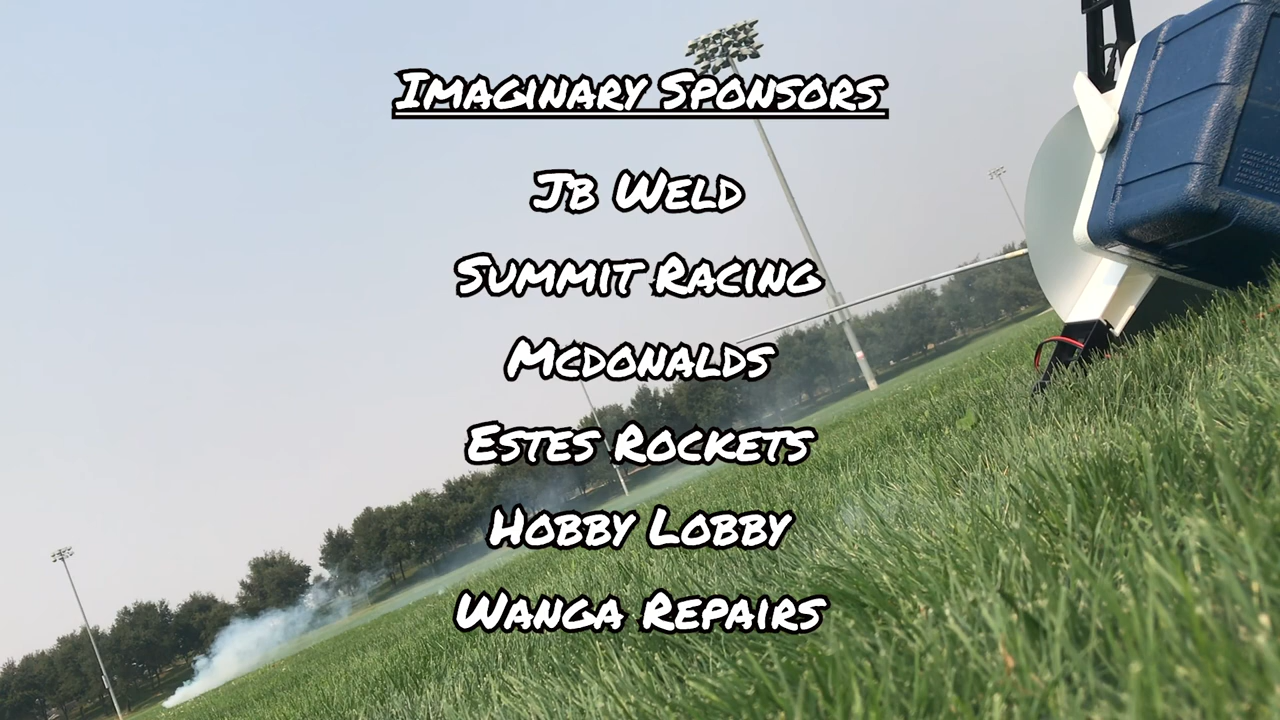 Imaginary Sponsors
Jb Weld
Summit Racing
Mcdonalds
Estes Rockets
Hobby Lobby
Wanga Repairs